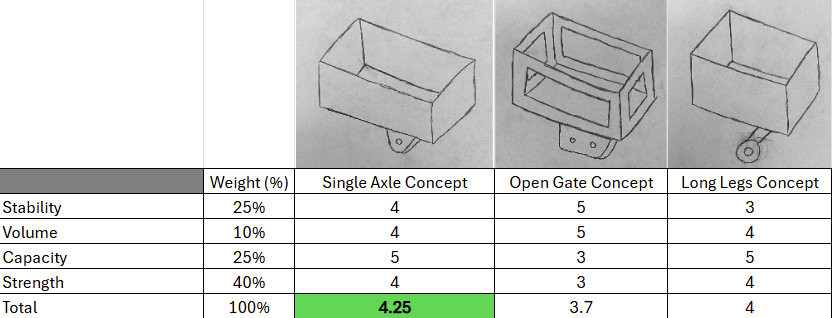 Weight (%) Single Axle Concept Open Gate Concept Long Legs Concept
Stability 25% 4 5 3
Volume 10% 4 5 4
Capacity 25% 5 3 5
Strength 40% 4 3 4
Total 100% 4.25 3.7 4